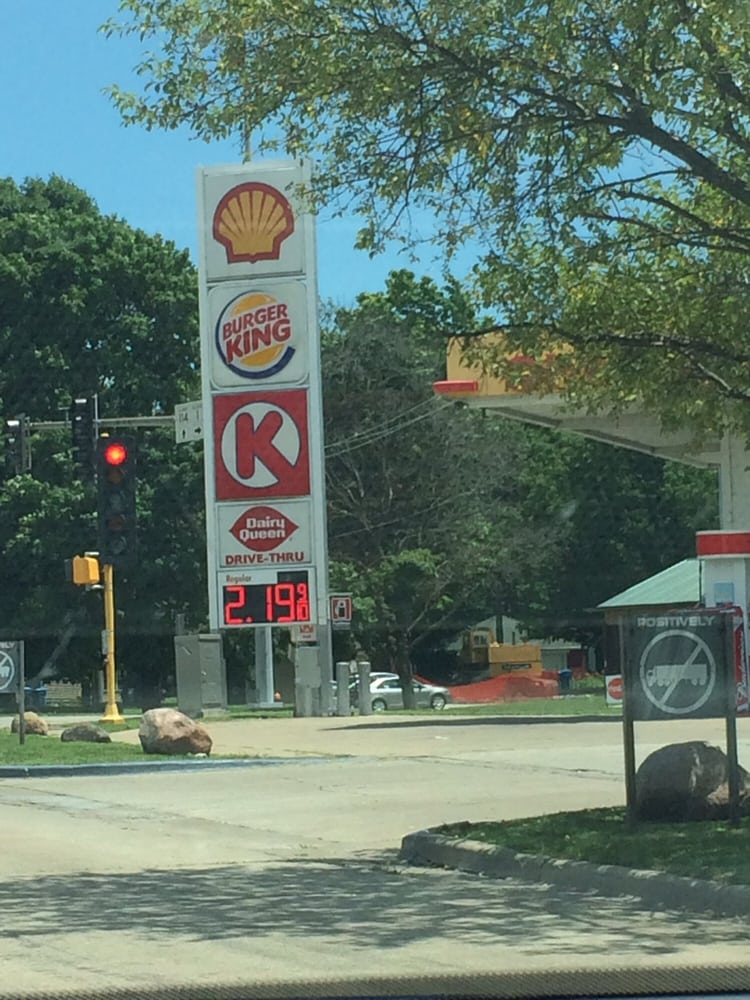 BURGER
KING
K
Dairy
Queen
DRIVE-THRU
Regular
2.19 9/10
POSITIVELY